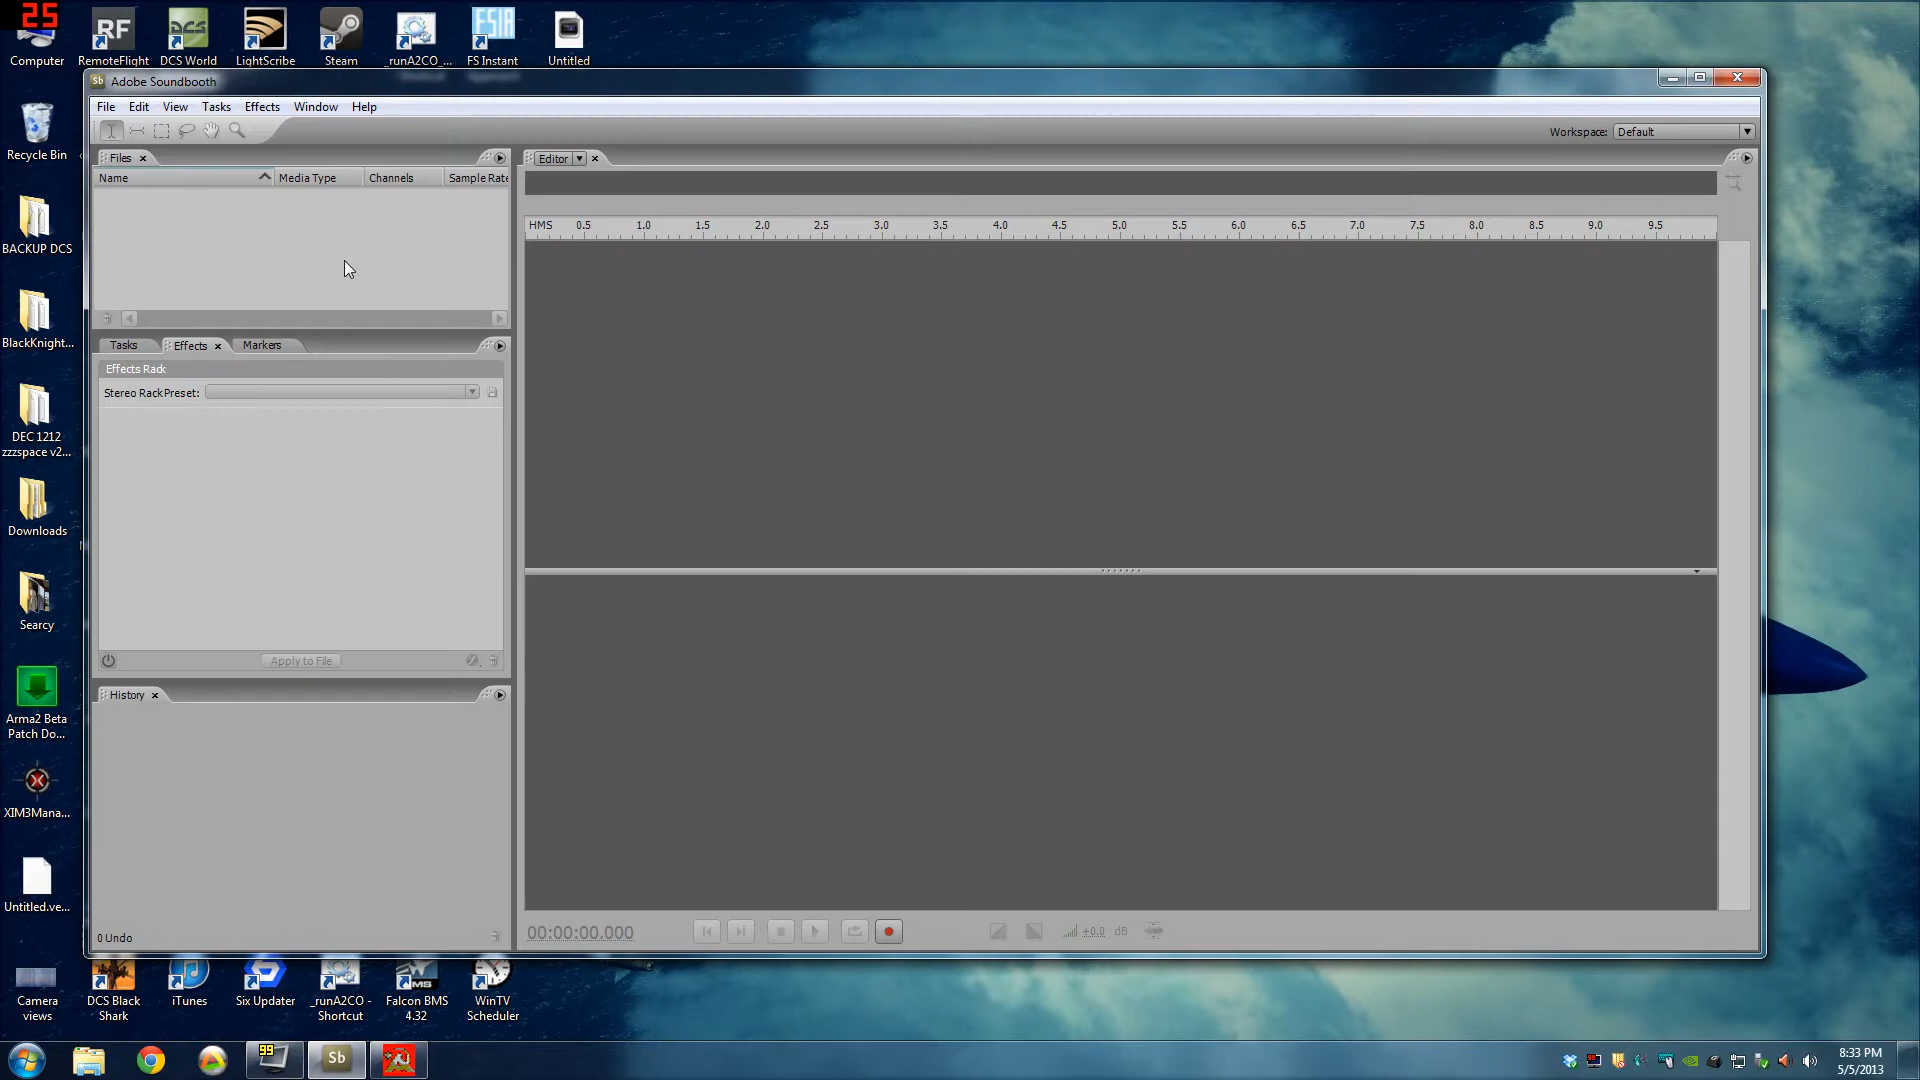 25
Computer
RemoteFlight
DCS World
LightScribe
Steam
_runA2CO_...
FS Instant
Untitled
RF
DCS
FSIA
Sb
Adobe Soundbooth
File Edit View Tasks Effects Window Help
Workspace: Default
Files
Editor
Name Media Type Channels Sample Rate
HMS 0.5 1.0 1.5 2.0 2.5 3.0 3.5 4.0 4.5 5.0 5.5 6.0 6.5 7.0 7.5 8.0 8.5 9.0 9.5
Tasks Effects Markers
Effects Rack
Stereo Rack Preset:
Apply to File
History
0 Undo
00:00:00.000
+0.0 dB
Recycle Bin
BACKUP DCS
BlackKnight...
DEC 1212
zzzspace v2...
Downloads
Searcy
Arma2 Beta
Patch Do...
XIM3Mana...
Untitled.ve...
Camera
views
DCS Black
Shark
iTunes
Six Updater
_runA2CO -
Shortcut
Falcon BMS
4.32
WinTV
Scheduler
99
Sb
8:33 PM
5/5/2013